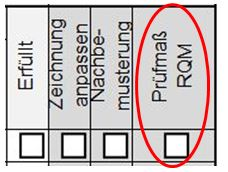 Erfüllt
Zeichnung
anpassen
Nachbe-
musterung
Prüfmaß
RQM